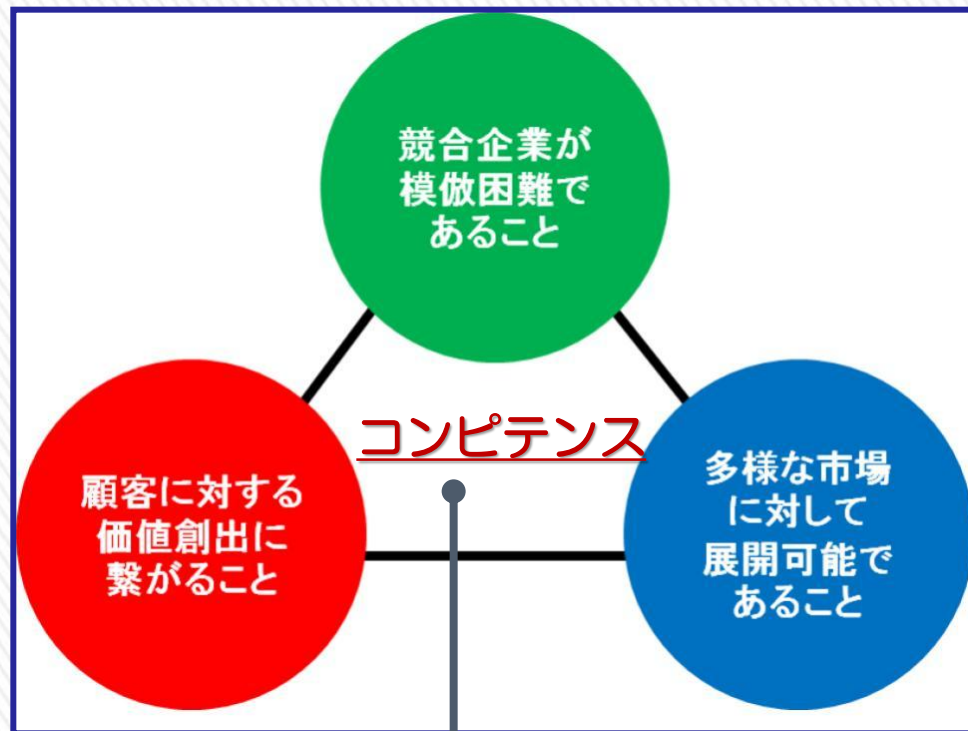 競合企業が
模倣困難で
あること
コンピテンス
顧客に対する
価値創出に
繋がること
多様な市場
に対して
展開可能で
あること